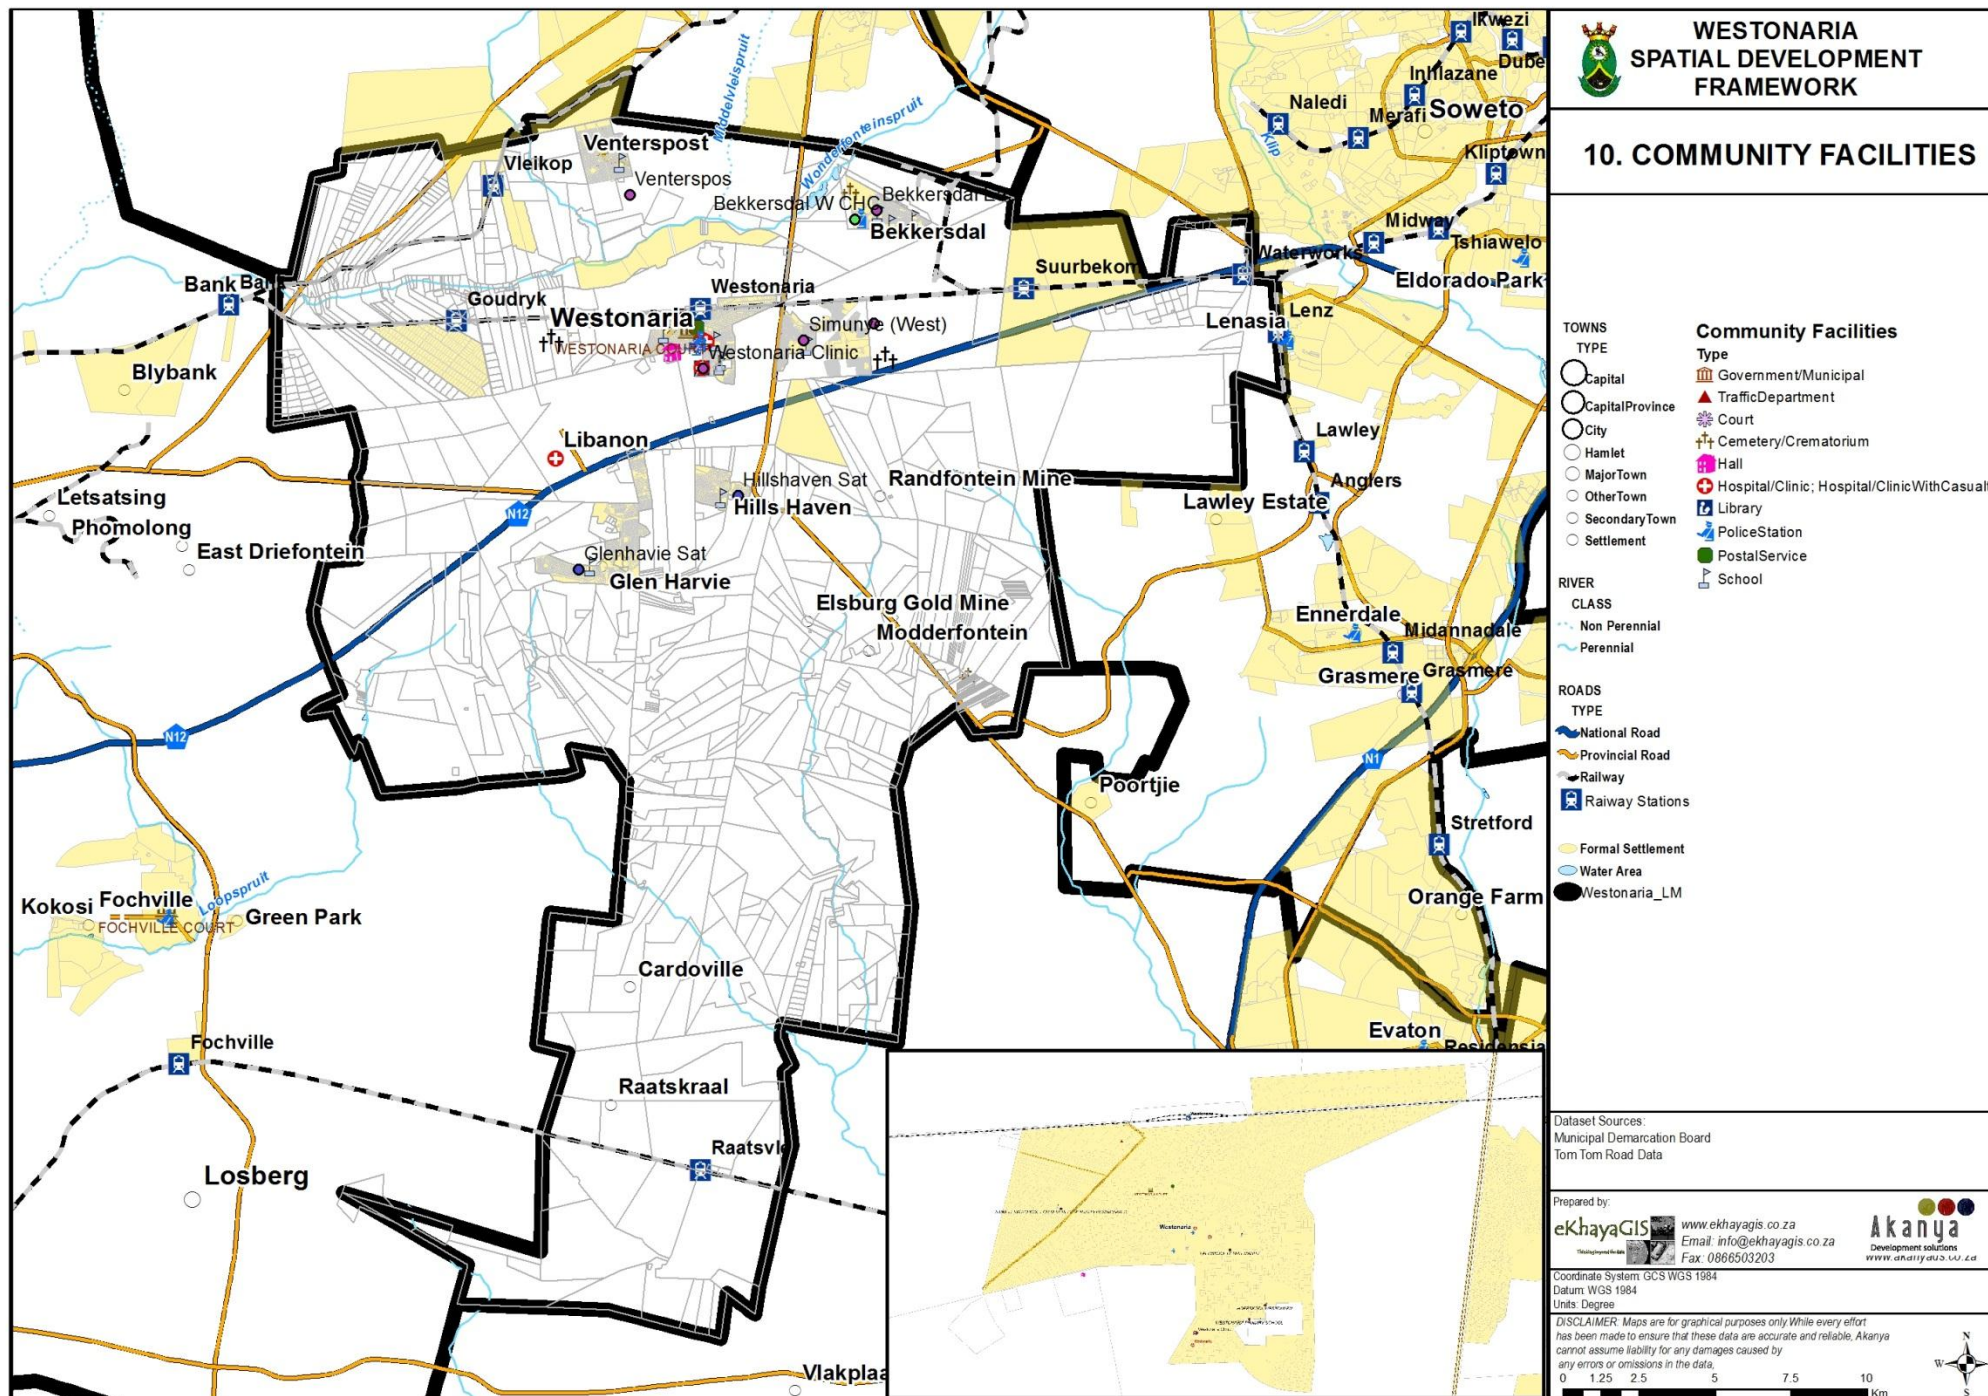 WESTONARIA
SPATIAL DEVELOPMENT
FRAMEWORK
10. COMMUNITY FACILITIES
TOWNS
TYPE
Capital
CapitalProvince
City
Hamlet
MajorTown
OtherTown
SecondaryTown
Settlement
RIVER
CLASS
Non Perennial
Perennial
ROADS
TYPE
National Road
Provincial Road
Railway
Raiway Stations
Formal Settlement
Water Area
Westonaria_LM
Community Facilities
Type
Government/Municipal
TrafficDepartment
Court
Cemetery/Crematorium
Hall
Hospital/Clinic; Hospital/ClinicWithCasualt
Library
PoliceStation
PostalService
School
Dataset Sources:
Municipal Demarcation Board
Tom Tom Road Data
Prepared by:
eKhayaGIS
www.ekhayagis.co.za
Email: info@ekhayagis.co.za
Fax: 0866503203
Akanya
Development solutions
Coordinate System: GCS WGS 1984
Datum: WGS 1984
Units: Degree
DISCLAIMER: Maps are for graphical purposes only.While every effort
has been made to ensure that these data are accurate and reliable, Akanya
cannot assume liability for any damages caused by
any errors or omissions in the data,
0 1.25 2.5 5 7.5 10
Km
N
W
S
Ikwezi
Dube
Inhlazane
Naledi
Merafi
Soweto
Klip
Kliptown
Middelvleispruit
Wonderfonteinspruit
Venterspost
Vleikop
Venterspos
Bekkersdal W CHC
Bekkersdal
Bekkersdal
Midway
Tshiawelo
Waterworks
Eldorado Park
Suurbekom
Bank
Goudryk
Westonaria
Westonaria
WESTONARIA COURT
Simunye (West)
Westonaria Clinic
Lenasia
Lenz
Blybank
Libanon
Lawley
Letsatsing
Phomolong
East Driefontein
N12
Hillshaven Sat
Hills Haven
Randfontein Mine
Anglers
Lawley Estate
Glenhavie Sat
Glen Harvie
Elsburg Gold Mine
Modderfontein
Ennerdale
Midannadale
Grasmere
Grasmere
N12
N1
Poortjie
Stretford
Kokosi
Fochville
FOCHVILLE COURT
Loopspruit
Green Park
Orange Farm
Cardoville
Evaton
Residensia
Fochville
Raatskraal
Raatsvl
Losberg
Vlakplaa
Westonaria